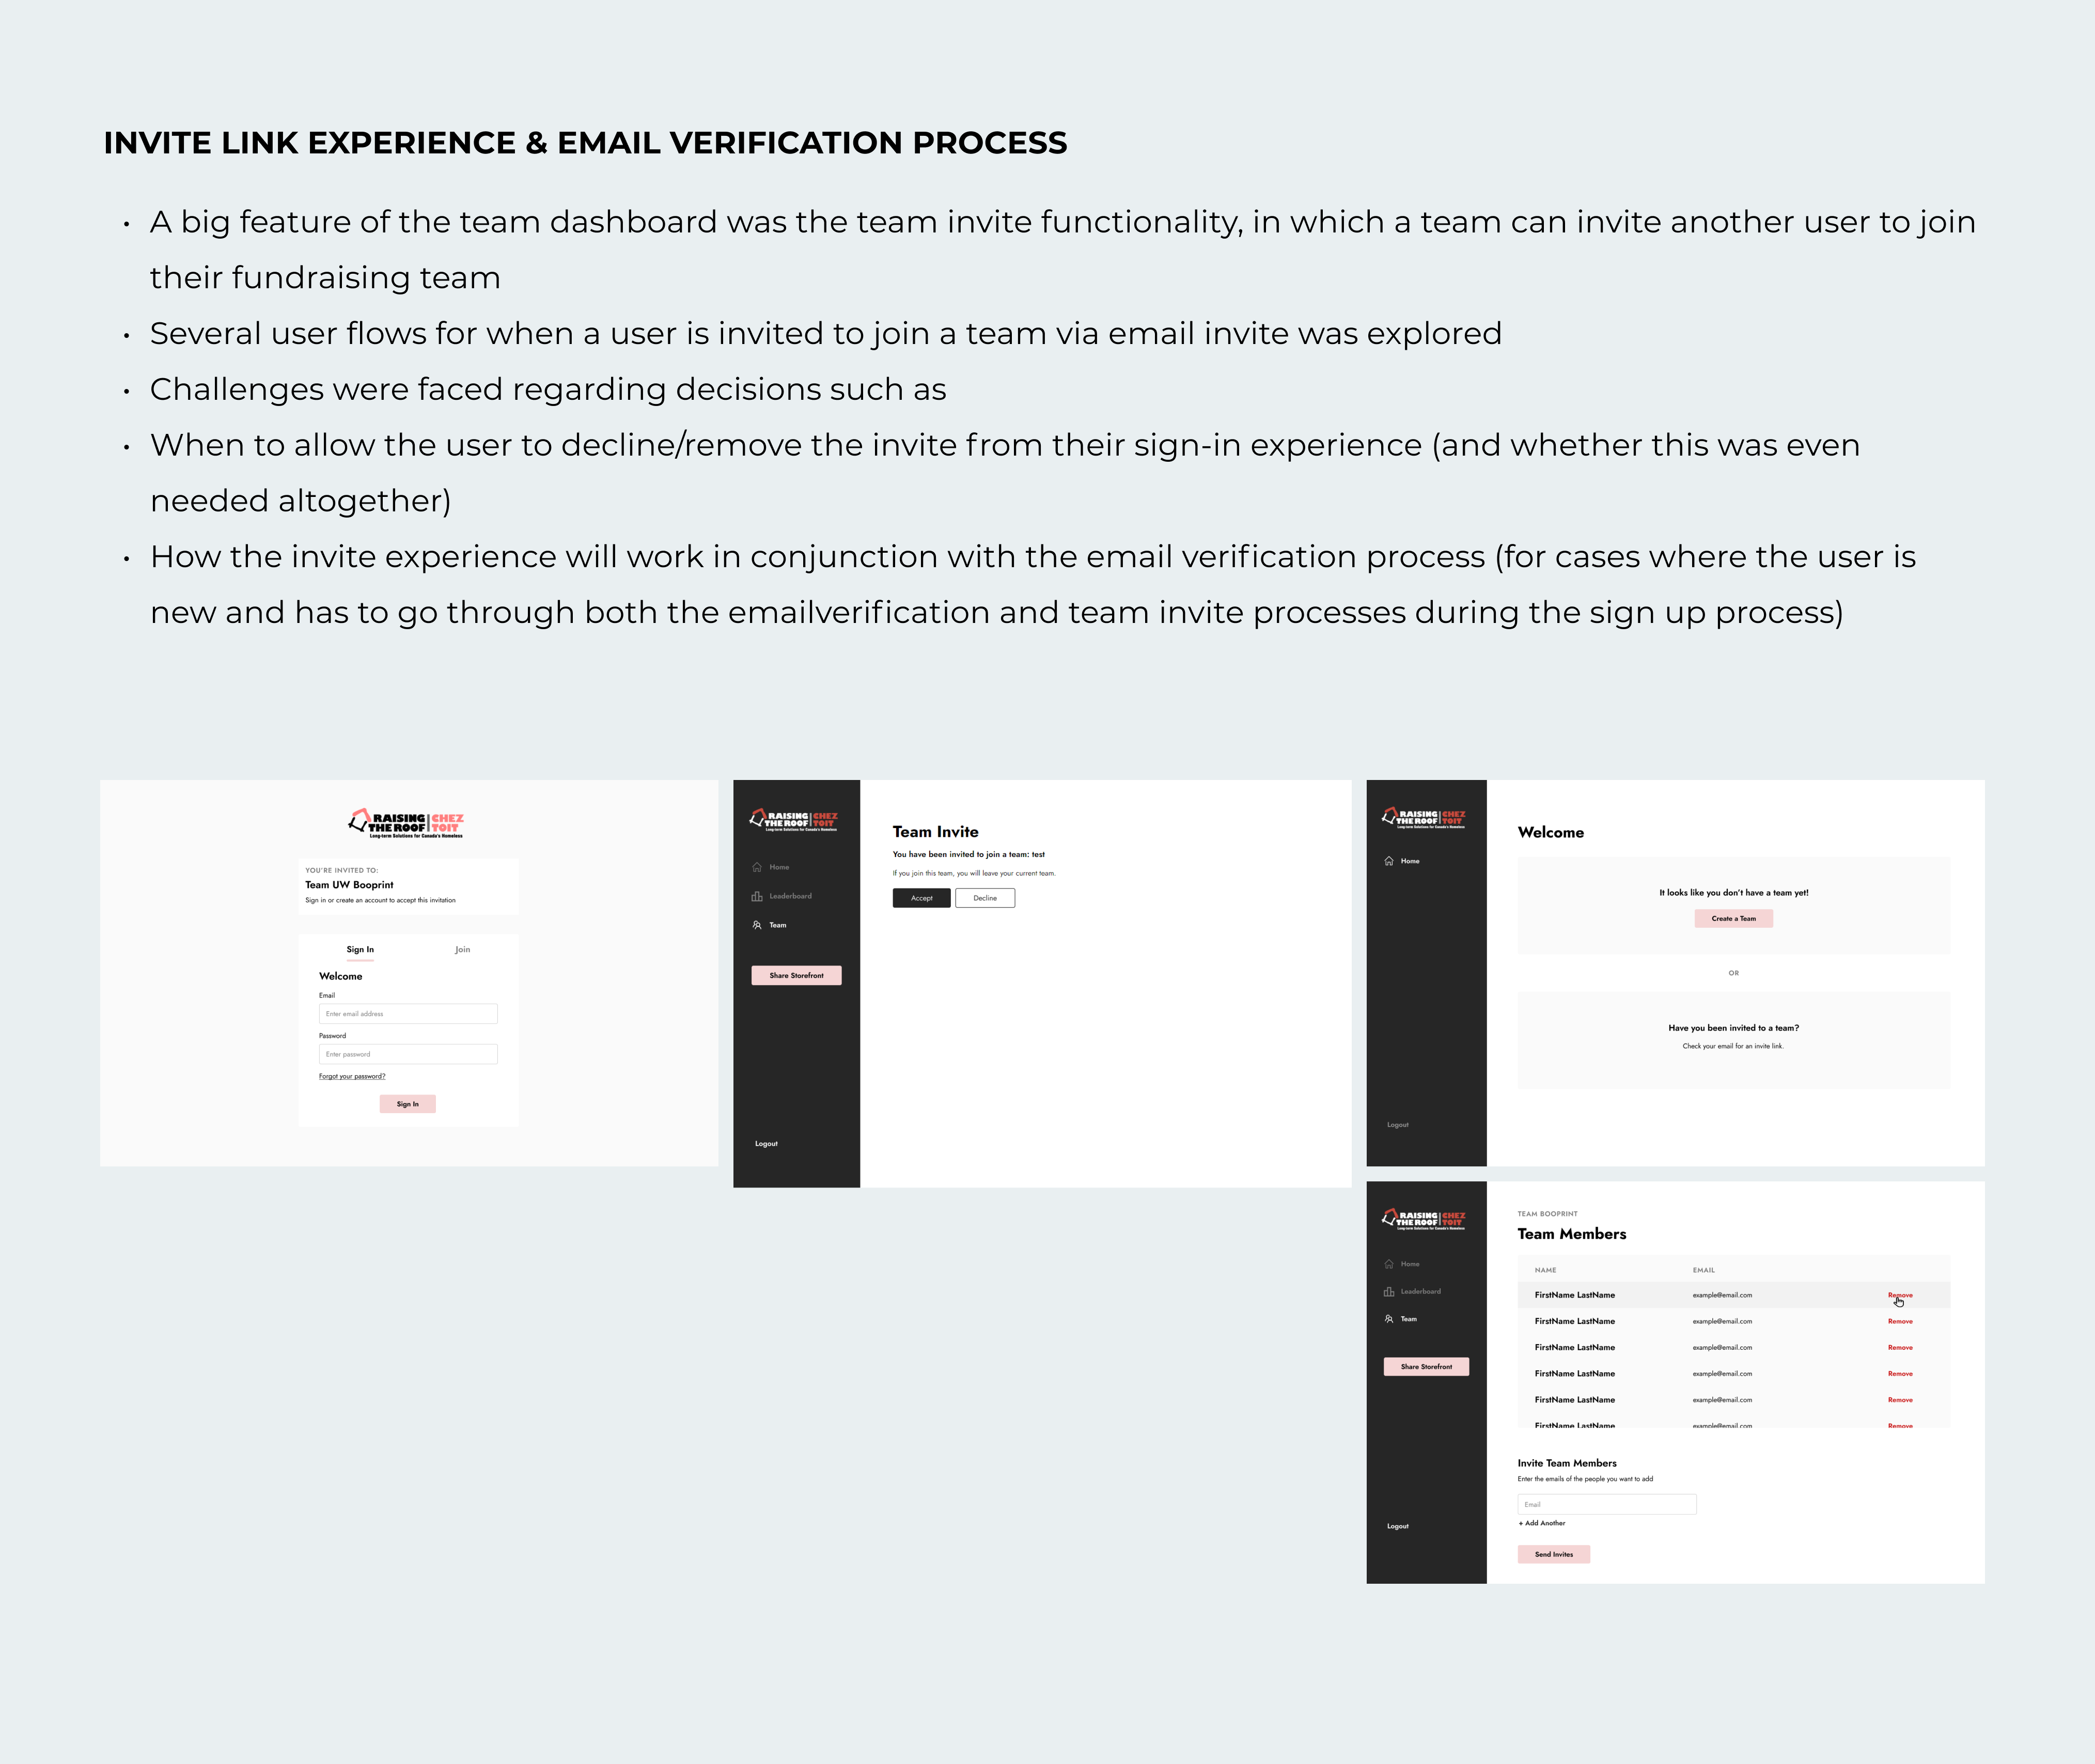 INVITE LINK EXPERIENCE & EMAIL VERIFICATION PROCESS
• A big feature of the team dashboard was the team invite functionality, in which a team can invite another user to join
their fundraising team
• Several user flows for when a user is invited to join a team via email invite was explored
• Challenges were faced regarding decisions such as
• When to allow the user to decline/remove the invite from their sign-in experience (and whether this was even
needed altogether)
• How the invite experience will work in conjunction with the email verification process (for cases where the user is
new and has to go through both the emailverification and team invite processes during the sign up process)
RAISING THE ROOF | CHEZ TOIT
Long-term Solutions for Canada's Homeless
YOU'RE INVITED TO:
Team UW Booprint
Sign in or create an account to accept this invitation
Sign In
Join
Welcome
Email
Enter email address
Password
Enter password
Forgot your password?
Sign In
RAISING THE ROOF | CHEZ TOIT
Long-term Solutions for Canada's Homeless
Home
Leaderboard
Team
Share Storefront
Logout
Team Invite
You have been invited to join a team: test
If you join this team, you will leave your current team.
Accept
Decline
RAISING THE ROOF | CHEZ TOIT
Long-term Solutions for Canada's Homeless
Home
Logout
Welcome
It looks like you don't have a team yet!
Create a Team
OR
Have you been invited to a team?
Check your email for an invite link.
RAISING THE ROOF | CHEZ TOIT
Long-term Solutions for Canada's Homeless
Home
Leaderboard
Team
Share Storefront
Logout
TEAM BOOPRINT
Team Members
NAME EMAIL
FirstName LastName example@email.com Remove
FirstName LastName example@email.com Remove
FirstName LastName example@email.com Remove
FirstName LastName example@email.com Remove
FirstName LastName example@email.com Remove
FirstName LastName example@email.com Remove
Invite Team Members
Enter the emails of the people you want to add
Email
+ Add Another
Send Invites